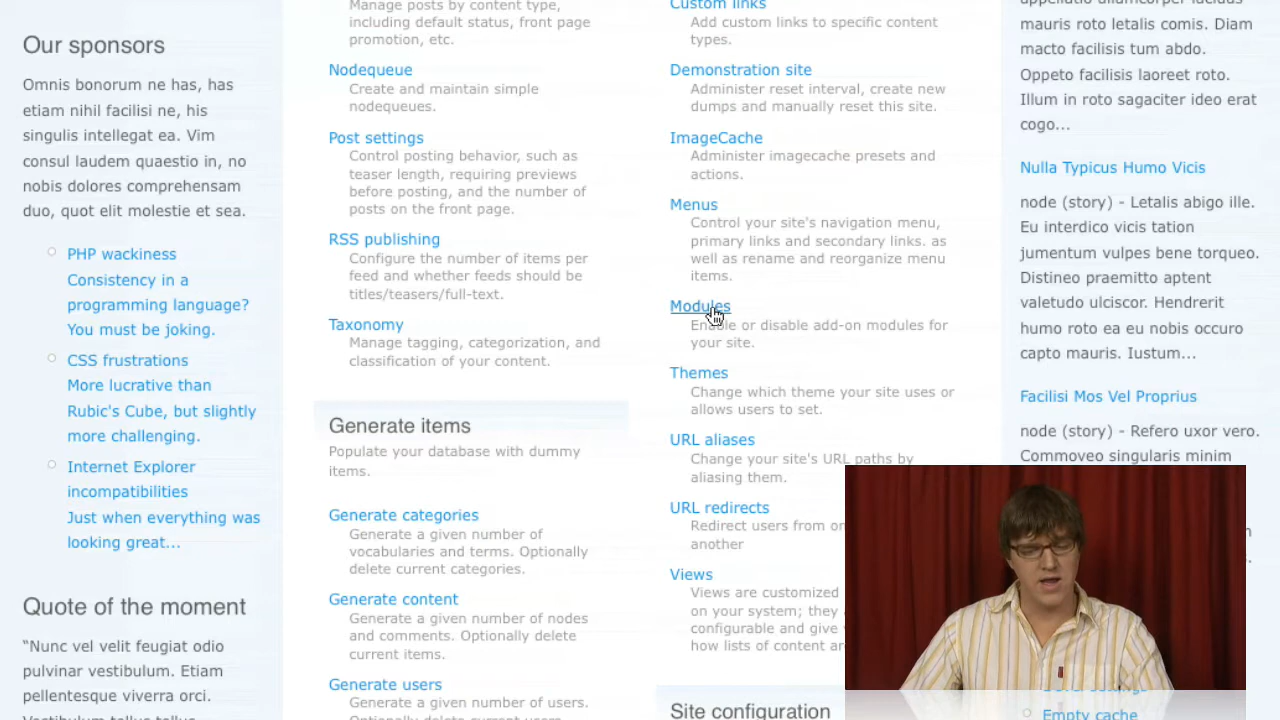 Our sponsors
Omnis bonorum ne has, has
etiam nihil facilisi ne, his
singulis intellegat ea. Vim
consul laudem quaestio in, no
nobis dolores comprehensam
duo, quot elit molestie et sea.
PHP wackiness
Consistency in a
programming language?
You must be joking.
CSS frustrations
More lucrative than
Rubic's Cube, but slightly
more challenging.
Internet Explorer
incompatibilities
Just when everything was
looking great...
Quote of the moment
“Nunc vel velit feugiat odio
pulvinar vestibulum. Etiam
pellentesque viverra orci.
Manage posts by content type,
including default status, front page
promotion, etc.
Nodequeue
Create and maintain simple
nodequeues.
Post settings
Control posting behavior, such as
teaser length, requiring previews
before posting, and the number of
posts on the front page.
RSS publishing
Configure the number of items per
feed and whether feeds should be
titles/teasers/full-text.
Taxonomy
Manage tagging, categorization, and
classification of your content.
Generate items
Populate your database with dummy
items.
Generate categories
Generate a given number of
vocabularies and terms. Optionally
delete current categories.
Generate content
Generate a given number of nodes
and comments. Optionally delete
current items.
Generate users
Generate a given number of users.
Optionally delete current users.
Custom links
Add custom links to specific content
types.
Demonstration site
Administer reset interval, create new
dumps and manually reset this site.
ImageCache
Administer imagecache presets and
actions.
Menus
Control your site's navigation menu,
primary links and secondary links. as
well as rename and reorganize menu
items.
Modules
Enable or disable add-on modules for
your site.
Themes
Change which theme your site uses or
allows users to set.
URL aliases
Change your site's URL paths by
aliasing them.
URL redirects
Redirect users from
another
Views
Views are customized
on your system; they
configurable and give
how lists of content
Site configuration
mauris roto letalis comis. Diam
macto facilisis tum abdo.
Oppeto facilisis laoreet roto.
Illum in roto sagaciter ideo erat
cogo...
Nulla Typicus Humo Vicis
node (story) - Letalis abigo ille.
Eu interdico vicis tation
jumentum vulpes bene torqueo.
Distineo praemitto aptent
valetudo ulciscor. Hendrerit
humo roto ea eu nobis occuro
capto mauris. Iustum...
Facilisi Mos Vel Proprius
node (story) - Refero uxor vero.
Commoveo singularis minim
Empty cache